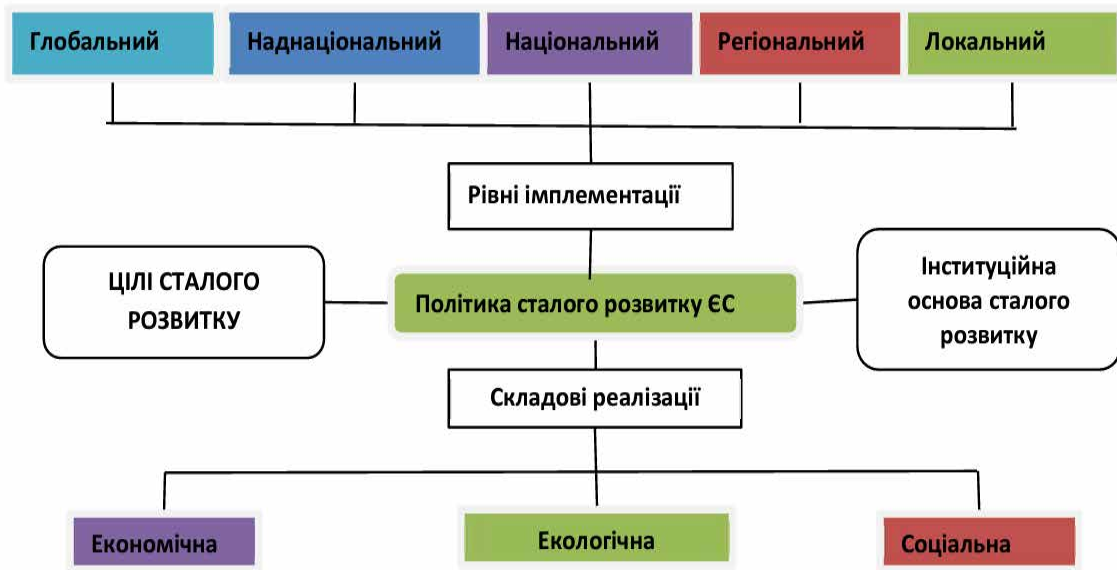 Глобальний
Наднаціональний
Національний
Регіональний
Локальний
Рівні імплементації
ЦІЛІ СТАЛОГО
РОЗВИТКУ
Політика сталого розвитку ЄС
Інституційна
основа сталого
розвитку
Складові реалізації
Економічна
Екологічна
Соціальна